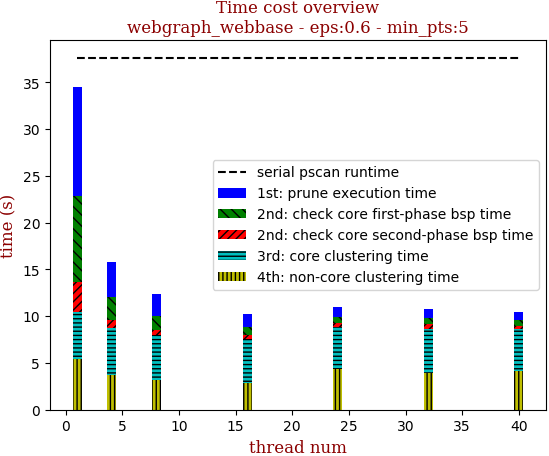 Time cost overview
webgraph_webbase - eps:0.6 - min_pts:5
time (s)
35
30
25
20
15
10
5
0
serial pscan runtime
1st: prune execution time
2nd: check core first-phase bsp time
2nd: check core second-phase bsp time
3rd: core clustering time
4th: non-core clustering time
0 5 10 15 20 25 30 35 40
thread num